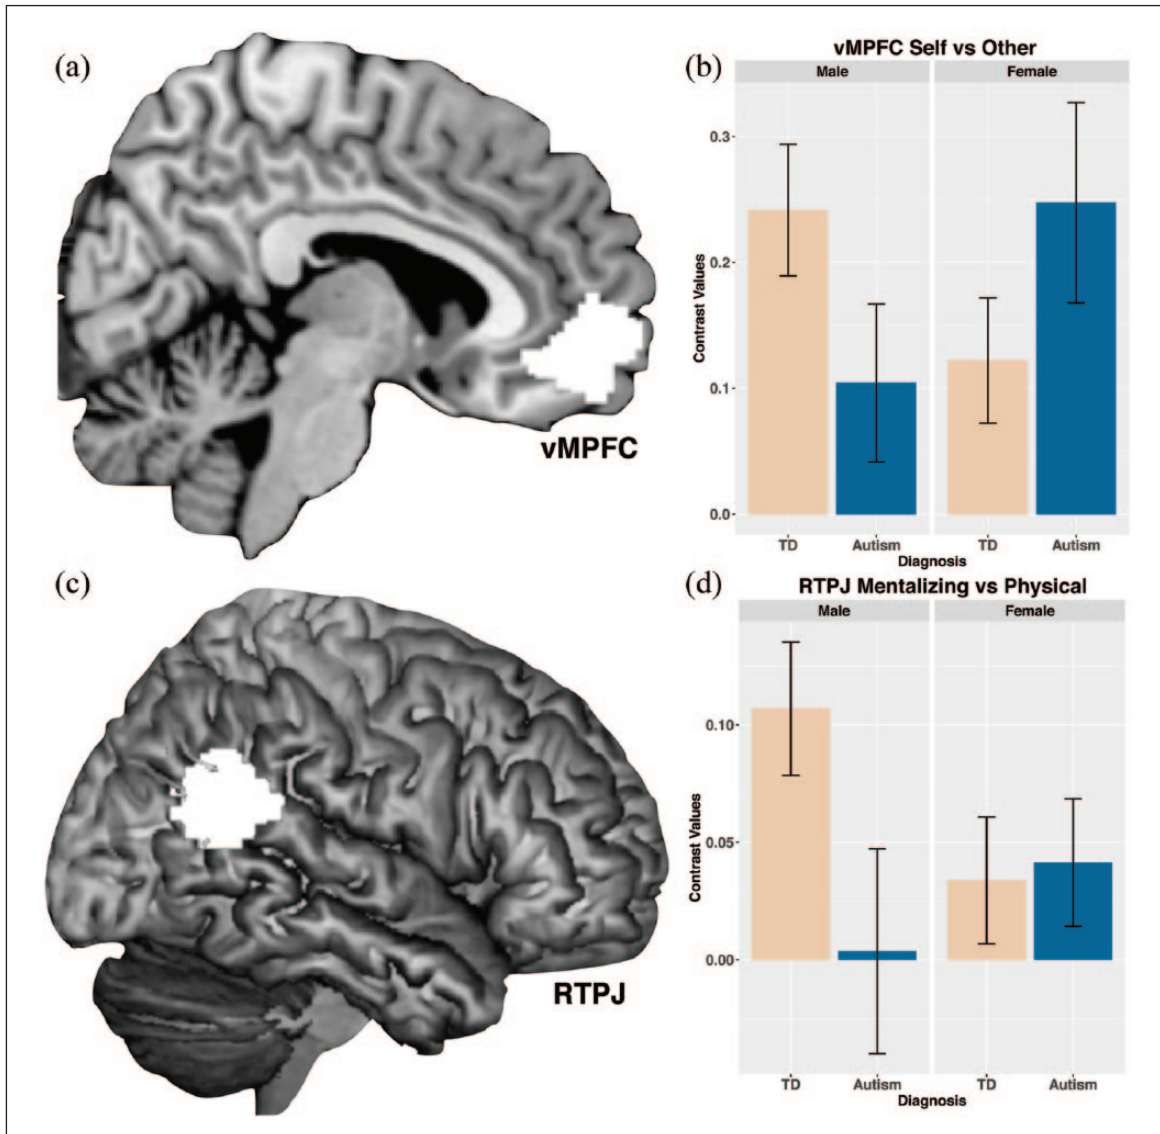 (a)
vMPFC
(b)
vMPFC Self vs Other
Male Female
Contrast Values
0.3
0.2
0.1
0.0
TD Autism TD Autism
Diagnosis
(c)
RTPJ
(d)
RTPJ Mentalizing vs Physical
Male Female
Contrast Values
0.10
0.05
0.00
TD Autism TD Autism
Diagnosis